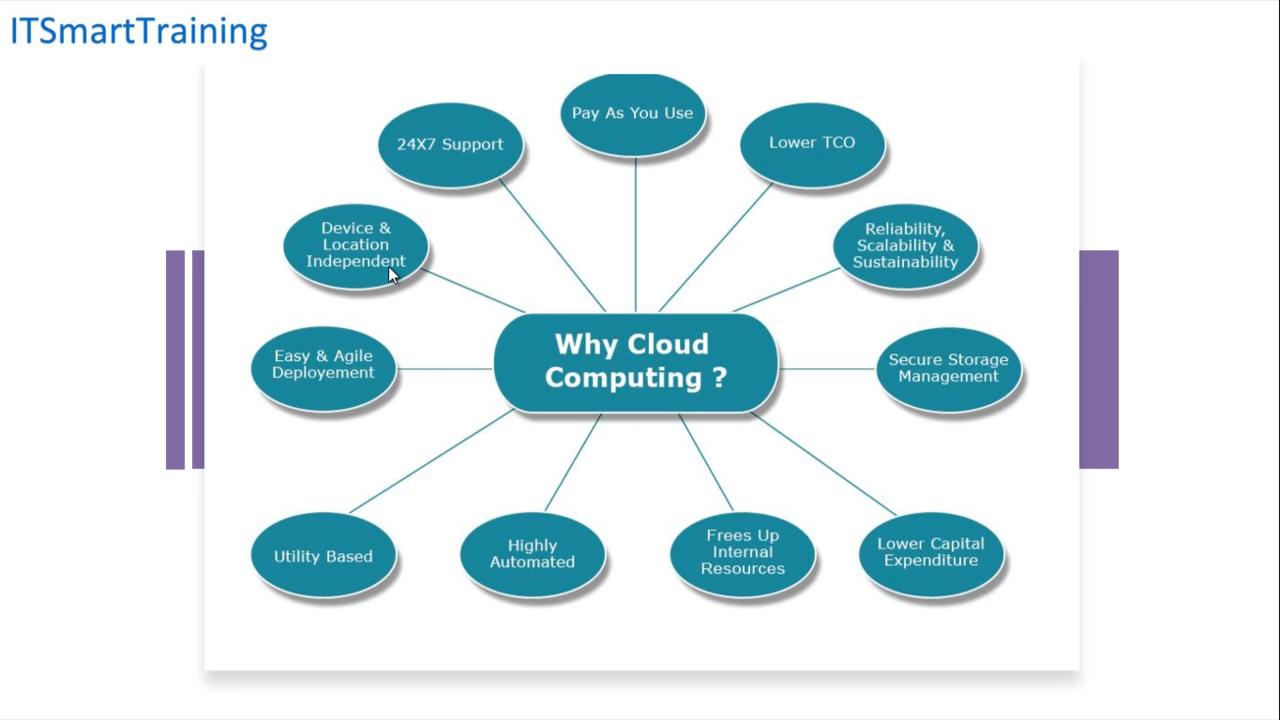 ITSmartTraining
Pay As You Use
24X7 Support
Lower TCO
Device &
Location
Independent
Reliability,
Scalability &
Sustainability
Why Cloud
Computing ?
Easy & Agile
Deployement
Secure Storage
Management
Utility Based
Highly
Automated
Frees Up
Internal
Resources
Lower Capital
Expenditure